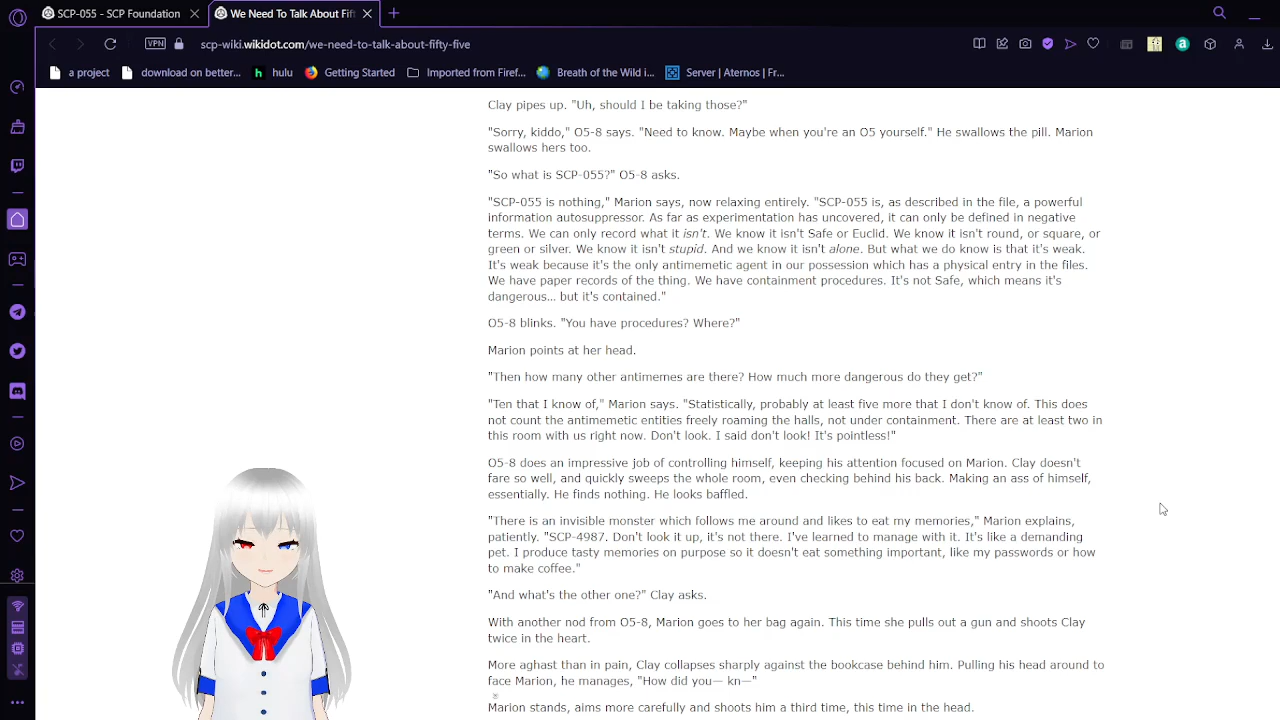 SCP-055 - SCP Foundation
We Need To Talk About Fift
VPN
scp-wiki.wikidot.com/we-need-to-talk-about-fifty-five
a project
download on better...
hulu
Getting Started
Imported from Firef...
Breath of the Wild i...
Server | Aternos | Fr...
Clay pipes up. "Uh, should I be taking those?"
"Sorry, kiddo," O5-8 says. "Need to know. Maybe when you're an O5 yourself." He swallows the pill. Marion
swallows hers too.
"So what is SCP-055?" O5-8 asks.
"SCP-055 is nothing," Marion says, now relaxing entirely. "SCP-055 is, as described in the file, a powerful
information autosuppressor. As far as experimentation has uncovered, it can only be defined in negative
terms. We can only record what it isn't. We know it isn't Safe or Euclid. We know it isn't round, or square, or
green or silver. We know it isn't stupid. And we know it isn't alone. But what we do know is that it's weak.
It's weak because it's the only antimemetic agent in our possession which has a physical entry in the files.
We have paper records of the thing. We have containment procedures. It's not Safe, which means it's
dangerous... but it's contained."
O5-8 blinks. "You have procedures? Where?"
Marion points at her head.
"Then how many other antimemes are there? How much more dangerous do they get?"
"Ten that I know of," Marion says. "Statistically, probably at least five more that I don't know of. This does
not count the antimemetic entities freely roaming the halls, not under containment. There are at least two in
this room with us right now. Don't look. I said don't look! It's pointless!"
O5-8 does an impressive job of controlling himself, keeping his attention focused on Marion. Clay doesn't
fare so well, and quickly sweeps the whole room, even checking behind his back. Making an ass of himself,
essentially. He finds nothing. He looks baffled.
"There is an invisible monster which follows me around and likes to eat my memories," Marion explains,
patiently. "SCP-4987. Don't look it up, it's not there. I've learned to manage with it. It's like a demanding
pet. I produce tasty memories on purpose so it doesn't eat something important, like my passwords or how
to make coffee."
"And what's the other one?" Clay asks.
With another nod from O5-8, Marion goes to her bag again. This time she pulls out a gun and shoots Clay
twice in the heart.
More aghast than in pain, Clay collapses sharply against the bookcase behind him. Pulling his head around to
face Marion, he manages, "How did you— kn—"
Marion stands, aims more carefully and shoots him a third time, this time in the head.